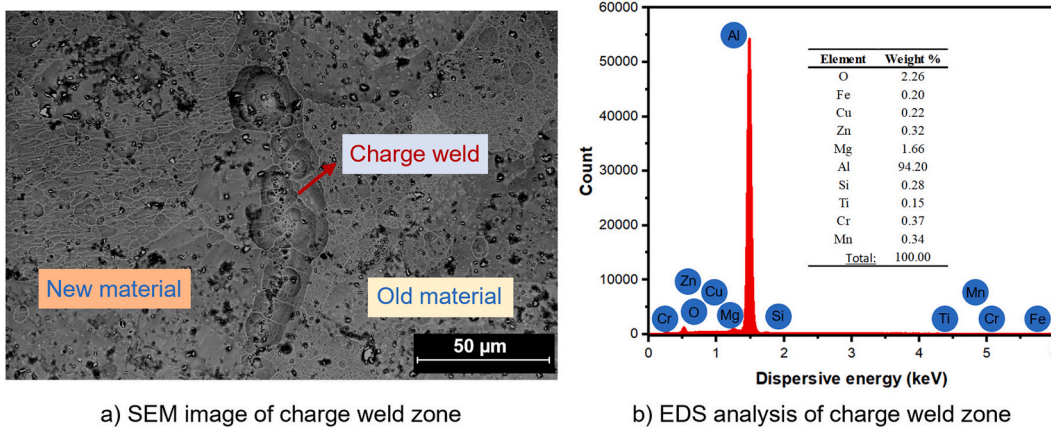 Charge weld
New material
Old material
50 µm
a) SEM image of charge weld zone
60000
50000
40000
30000
20000
10000
0
Count
0 1 2 3 4 5
Dispersive energy (keV)
Al
Zn
Cu
Mn
Cr
O
Mg
Si
Ti
Cr
Fe
Element Weight %
O 2.26
Fe 0.20
Cu 0.22
Zn 0.32
Mg 1.66
Al 94.20
Si 0.28
Ti 0.15
Cr 0.37
Mn 0.34
Total: 100.00
b) EDS analysis of charge weld zone